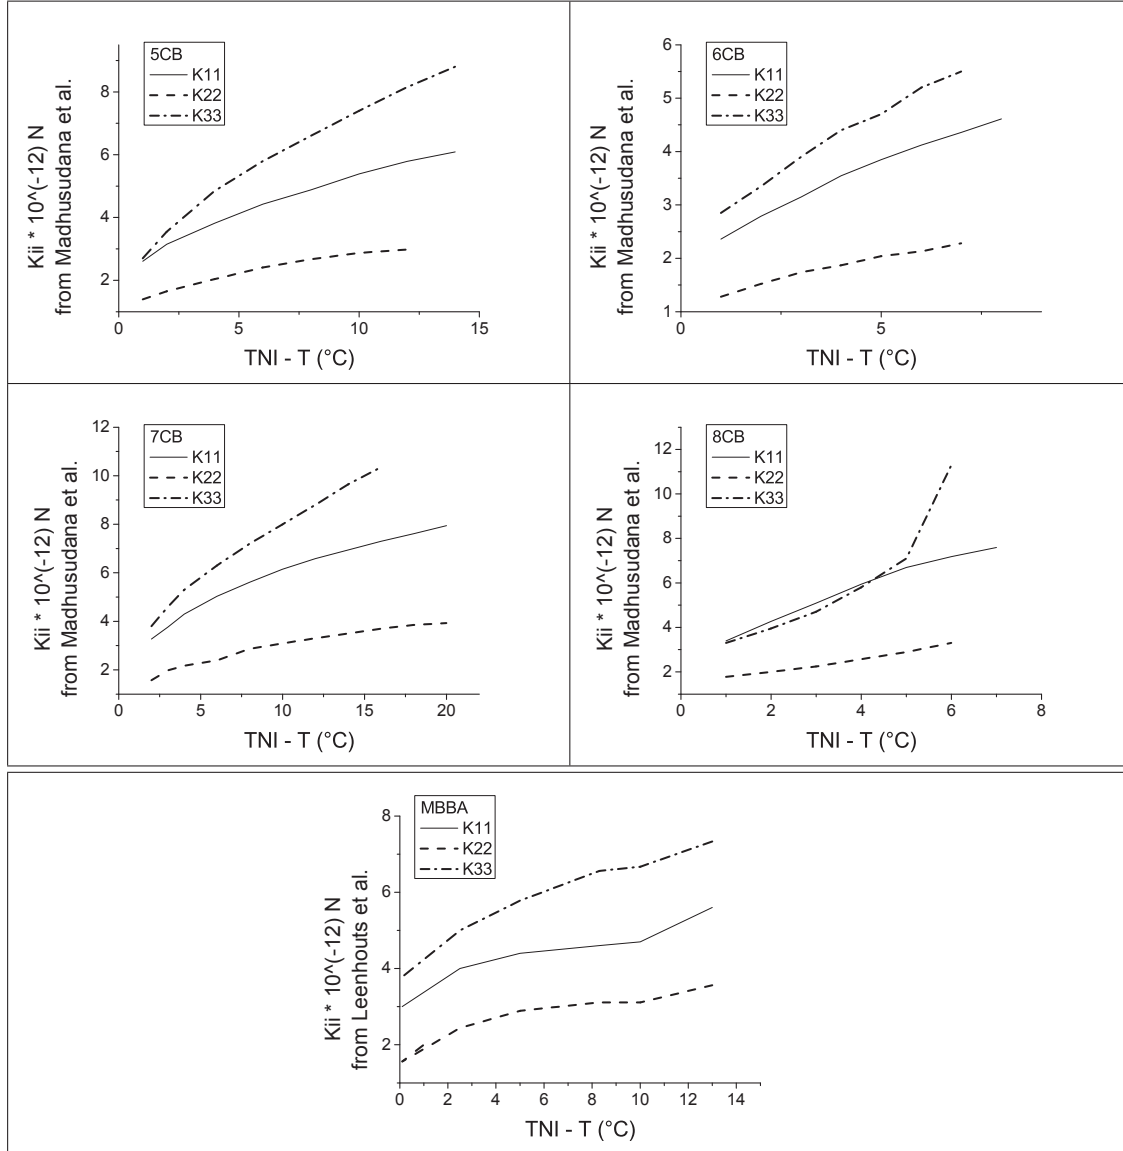 5CB
K11
K22
K33
8
6
4
2
0
5
10
15
Kii * 10^(-12) N
from Madhusudana et al.
TNI - T (°C)
6CB
K11
K22
K33
6
5
4
3
2
1
0
5
Kii * 10^(-12) N
from Madhusudana et al.
TNI - T (°C)
7CB
K11
K22
K33
12
10
8
6
4
2
0
5
10
15
20
Kii * 10^(-12) N
from Madhusudana et al.
TNI - T (°C)
8CB
K11
K22
K33
12
10
8
6
4
2
0
2
4
6
8
Kii * 10^(-12) N
from Madhusudana et al.
TNI - T (°C)
MBBA
K11
K22
K33
8
6
4
2
0
2
4
6
8
10
12
14
Kii * 10^(-12) N
from Leenhouts et al.
TNI - T (°C)